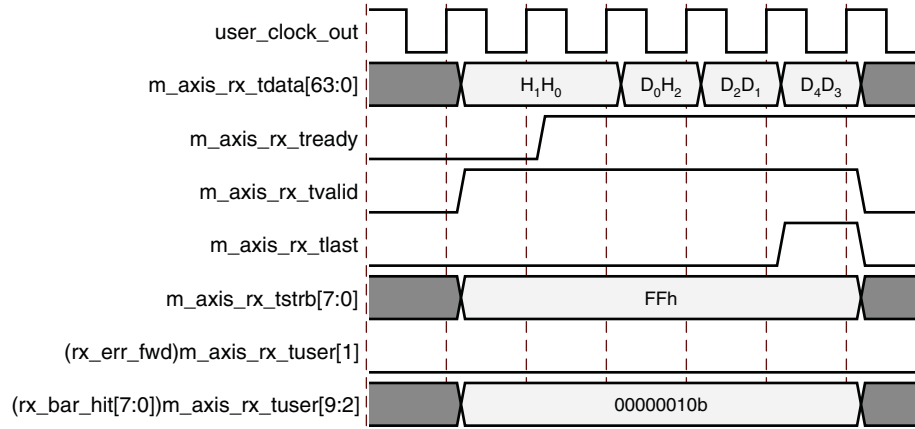 user_clock_out
m_axis_rx_tdata[63:0] H₁H₀ D₀H₂ D₂D₁ D₄D₃
m_axis_rx_tready
m_axis_rx_tvalid
m_axis_rx_tlast
m_axis_rx_tstrb[7:0] FFh
(rx_err_fwd)m_axis_rx_tuser[1]
(rx_bar_hit[7:0])m_axis_rx_tuser[9:2] 00000010b